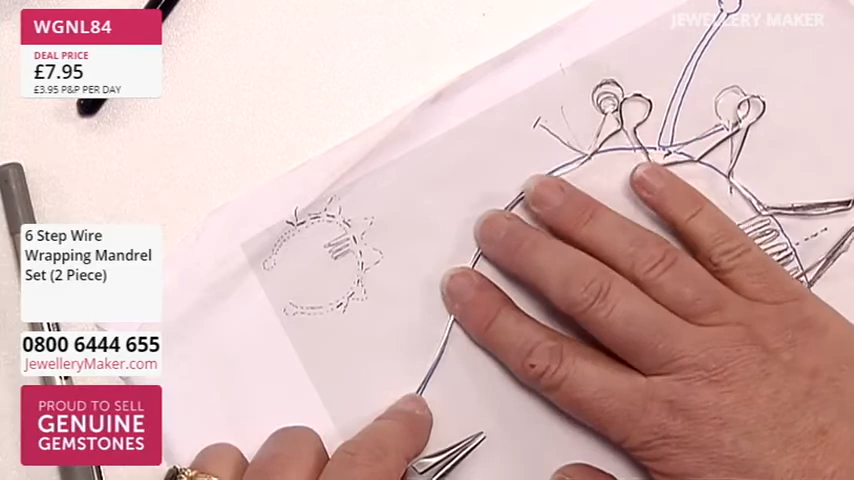 WGNL84
DEAL PRICE
£7.95
£3.95 P&P PER DAY
JEWELLERY MAKER
6 Step Wire
Wrapping Mandrel
Set (2 Piece)
0800 6444 655
JewelleryMaker.com
PROUD TO SELL
GENUINE
GEMSTONES